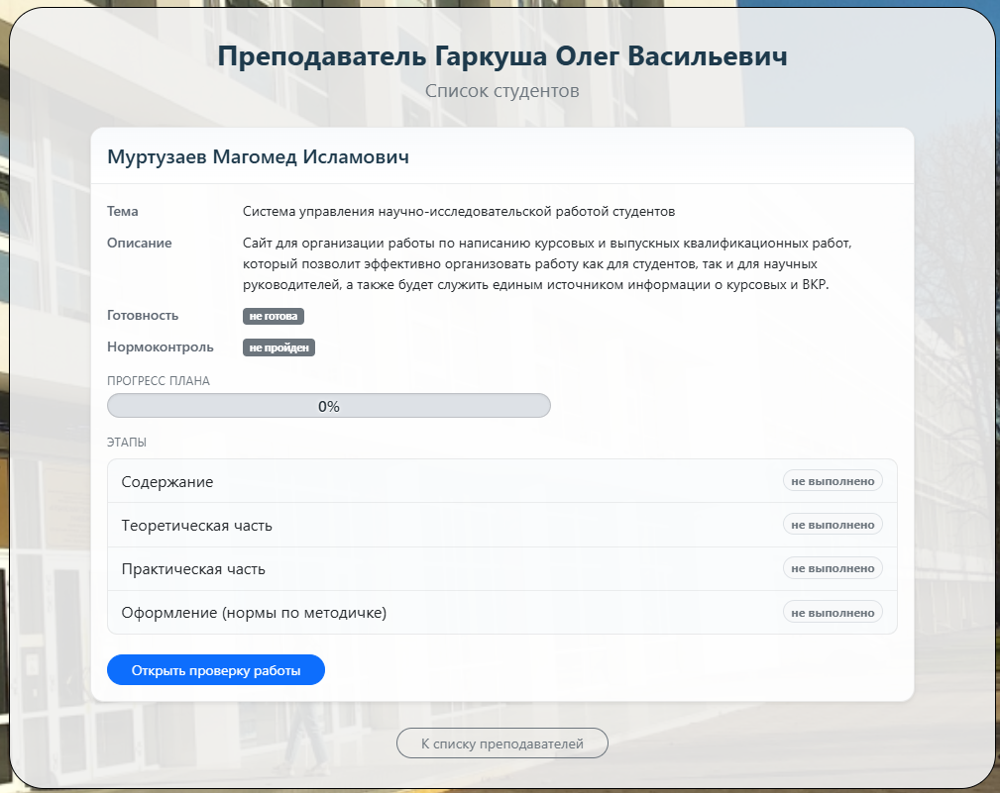 Преподаватель Гаркуша Олег Васильевич
Список студентов
Муртузаев Магомед Исламович
Тема Система управления научно-исследовательской работой студентов
Описание Сайт для организации работы по написанию курсовых и выпускных квалификационных работ,
который позволит эффективно организовать работу как для студентов, так и для научных
руководителей, а также будет служить единым источником информации о курсовых и ВКР.
Готовность не готова
Нормоконтроль не пройден
ПРОГРЕСС ПЛАНА
0%
ЭТАПЫ
Содержание не выполнено
Теоретическая часть не выполнено
Практическая часть не выполнено
Оформление (нормы по методичке) не выполнено
Открыть проверку работы
К списку преподавателей